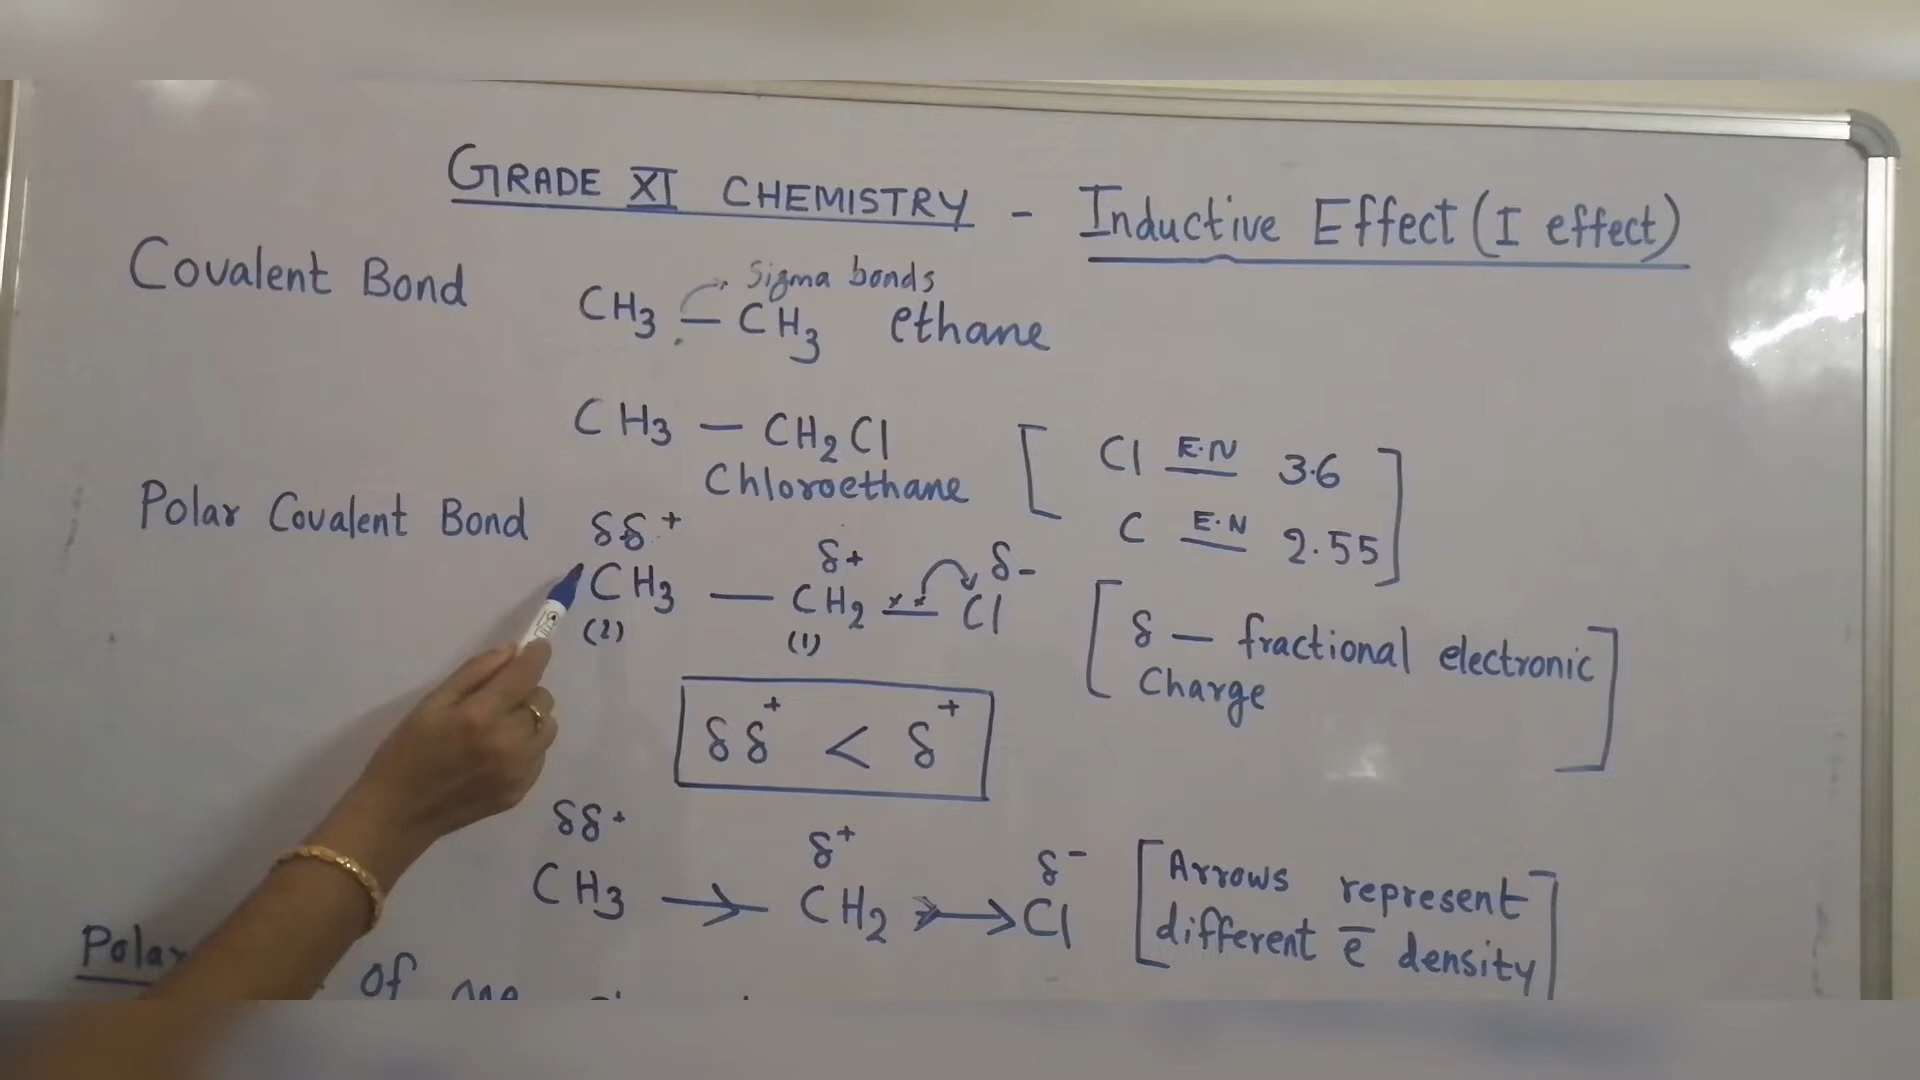 GRADE XI CHEMISTRY - Inductive Effect (I effect)
Covalent Bond
Sigma bonds
CH3 — CH3 ethane
CH3 — CH2Cl
Chloroethane
[ Cl E.N 3.6
C E.N 2.55 ]
Polar Covalent Bond
δδ+ δ+ δ-
CH3 — CH2 — Cl
(2) (1)
[ δ — fractional electronic
Charge ]
δδ+ < δ+
δδ+ δ+ δ-
CH3 → CH2 → Cl
[ Arrows represent
different e̅ density ]
of one